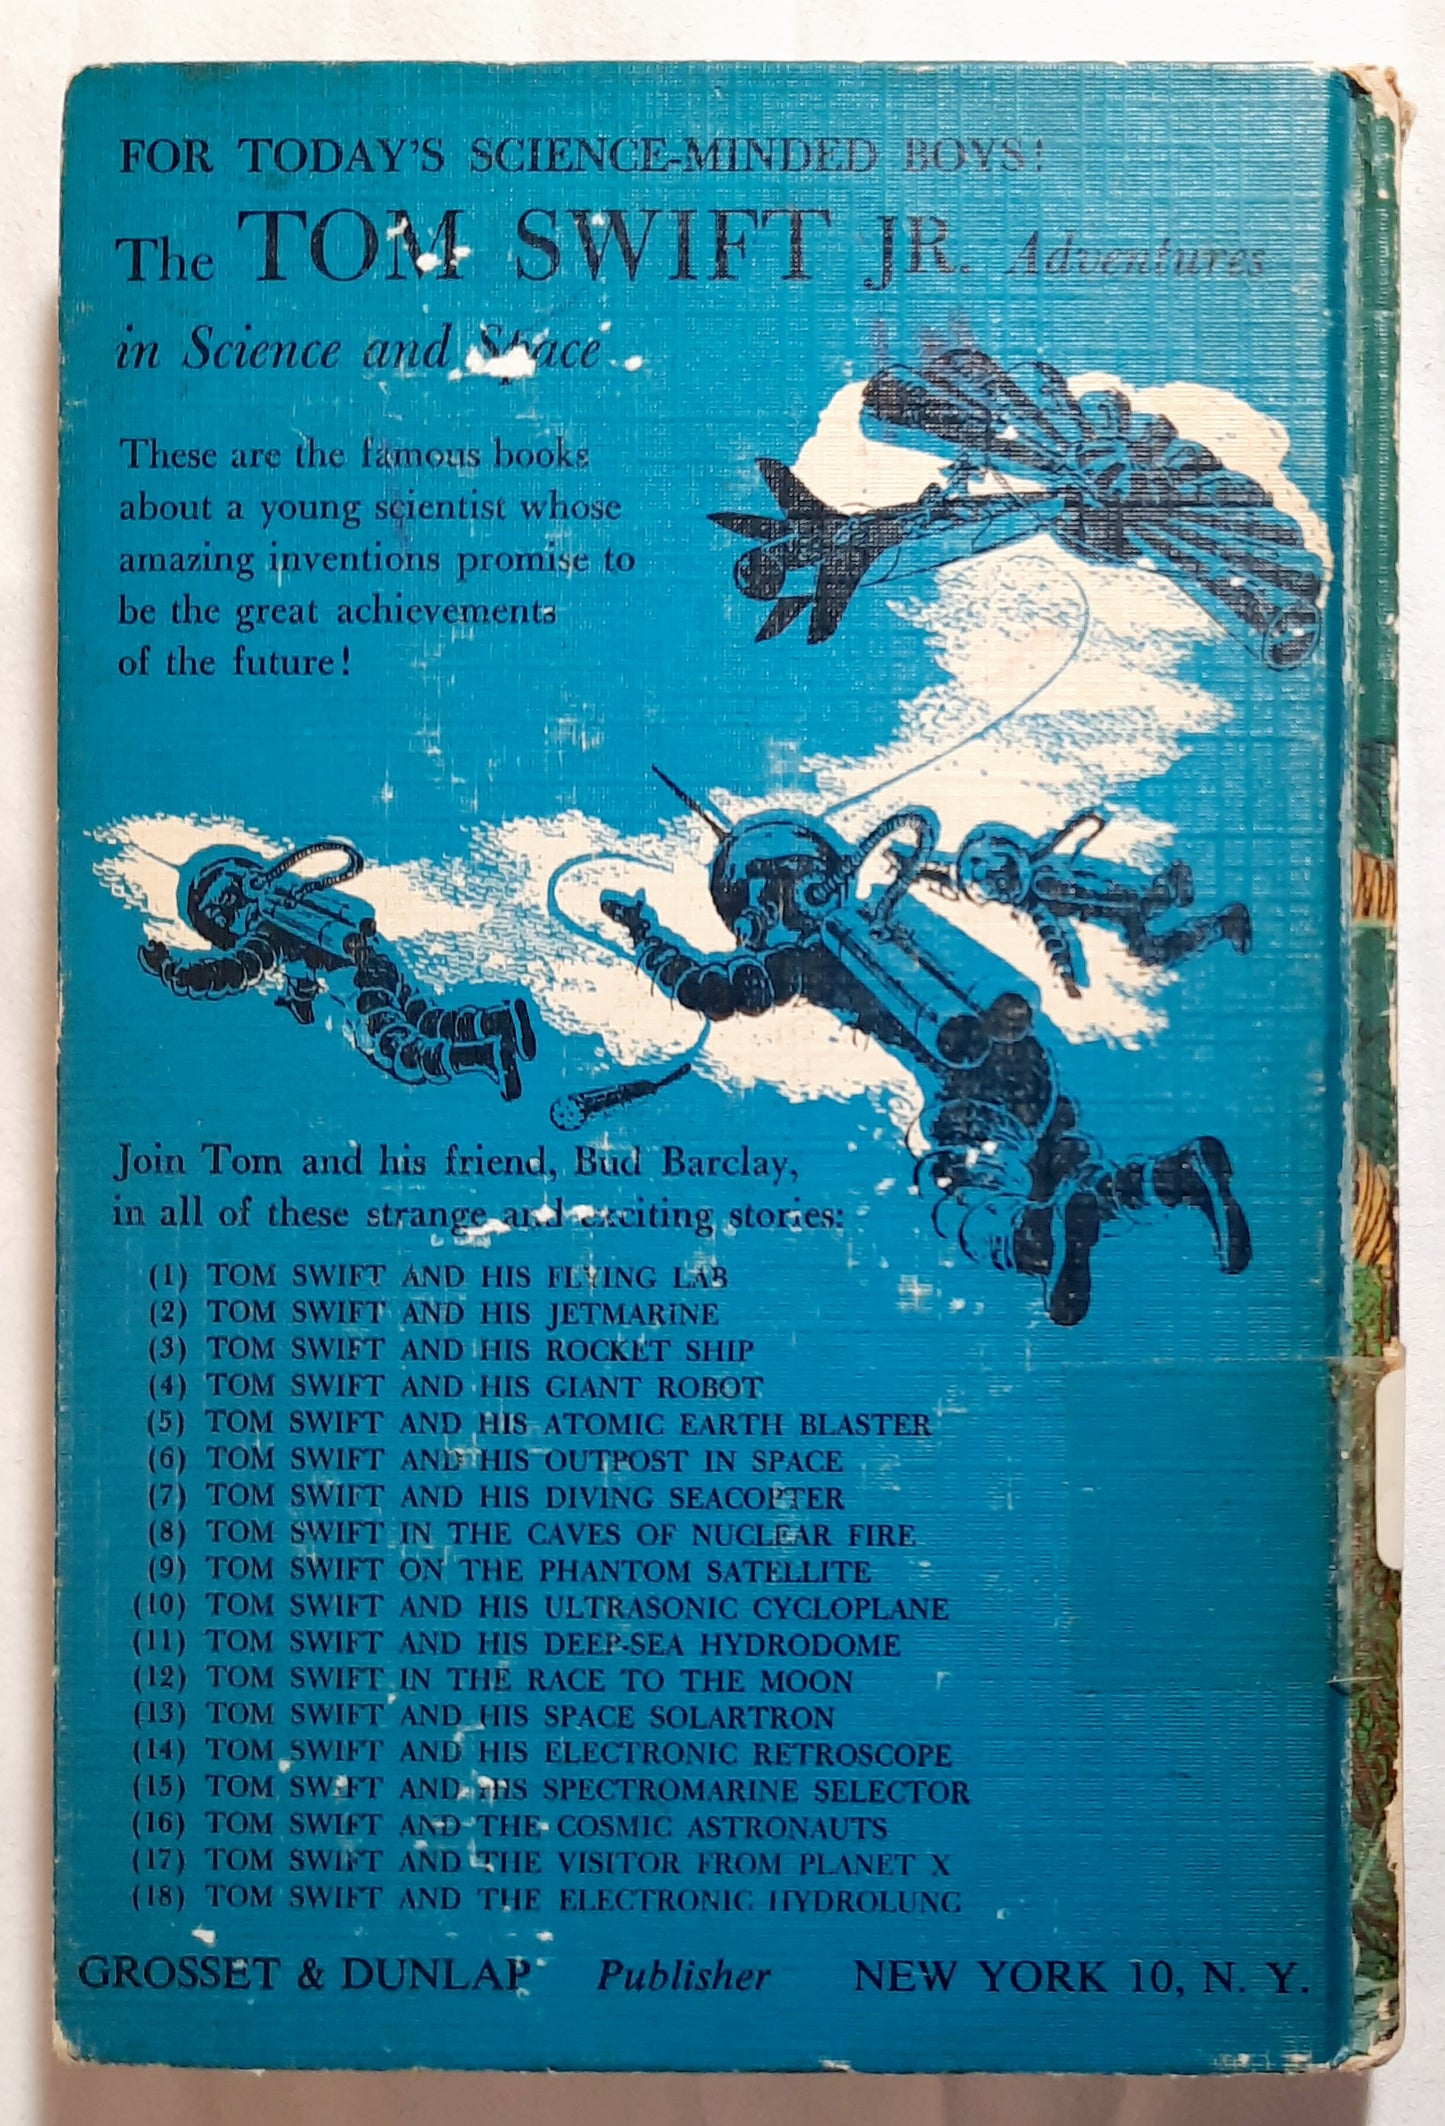 FOR TODAY'S SCIENCE-MINDED BOYS!
The TOM SWIFT JR. Adventures
in Science and Space
These are the famous books
about a young scientist whose
amazing inventions promise to
be the great achievements
of the future!
Join Tom and his friend, Bud Barclay,
in all of these strange and exciting stories:
(1) TOM SWIFT AND HIS FLYING LAB
(2) TOM SWIFT AND HIS JETMARINE
(3) TOM SWIFT AND HIS ROCKET SHIP
(4) TOM SWIFT AND HIS GIANT ROBOT
(5) TOM SWIFT AND HIS ATOMIC EARTH BLASTER
(6) TOM SWIFT AND HIS OUTPOST IN SPACE
(7) TOM SWIFT AND HIS DIVING SEACOPTER
(8) TOM SWIFT IN THE CAVES OF NUCLEAR FIRE
(9) TOM SWIFT ON THE PHANTOM SATELLITE
(10) TOM SWIFT AND HIS ULTRASONIC CYCLOPLANE
(11) TOM SWIFT AND HIS DEEP-SEA HYDRODOME
(12) TOM SWIFT IN THE RACE TO THE MOON
(13) TOM SWIFT AND HIS SPACE SOLARTRON
(14) TOM SWIFT AND HIS ELECTRONIC RETROSCOPE
(15) TOM SWIFT AND HIS SPECTROMARINE SELECTOR
(16) TOM SWIFT AND THE COSMIC ASTRONAUTS
(17) TOM SWIFT AND THE VISITOR FROM PLANET X
(18) TOM SWIFT AND THE ELECTRONIC HYDROLUNG
GROSSET & DUNLAP Publisher NEW YORK 10, N. Y.